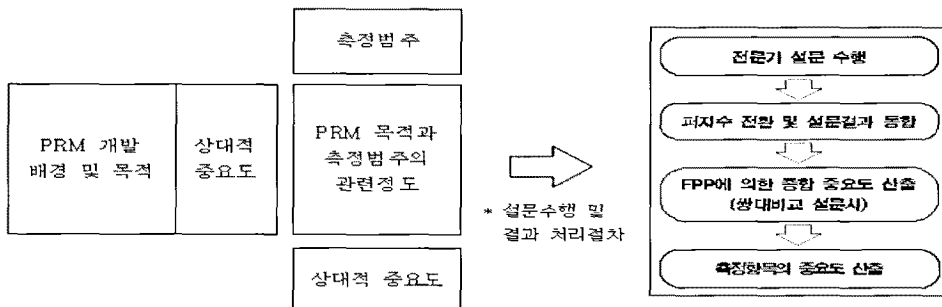 측정범주
PRM 개발
배경 및 목적
상대적
중요도
PRM 목적과
측정범주의
관련정도
상대적 중요도
* 설문수행 및
결과 처리절차
전문가 설문 수행
퍼지수 전환 및 설문결과 통합
FPP에 의한 종합 중요도 산출
(쌍대비교 설문시)
측정항목의 중요도 산출